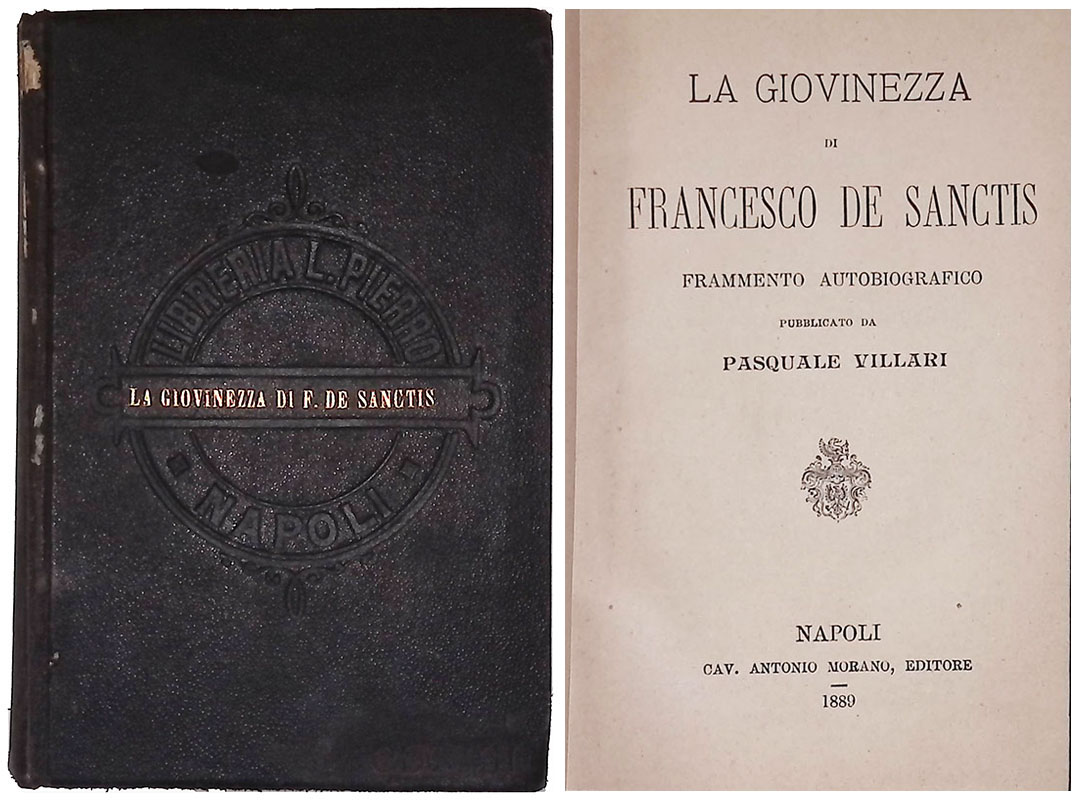 LIBRERIA L. PIERRO
LA GIOVINEZZA DI F. DE SANCTIS
NAPOLI
LA GIOVINEZZA
DI
FRANCESCO DE SANCTIS
FRAMMENTO AUTOBIOGRAFICO
PUBBLICATO DA
PASQUALE VILLARI
NAPOLI
CAV. ANTONIO MORANO, EDITORE
1889